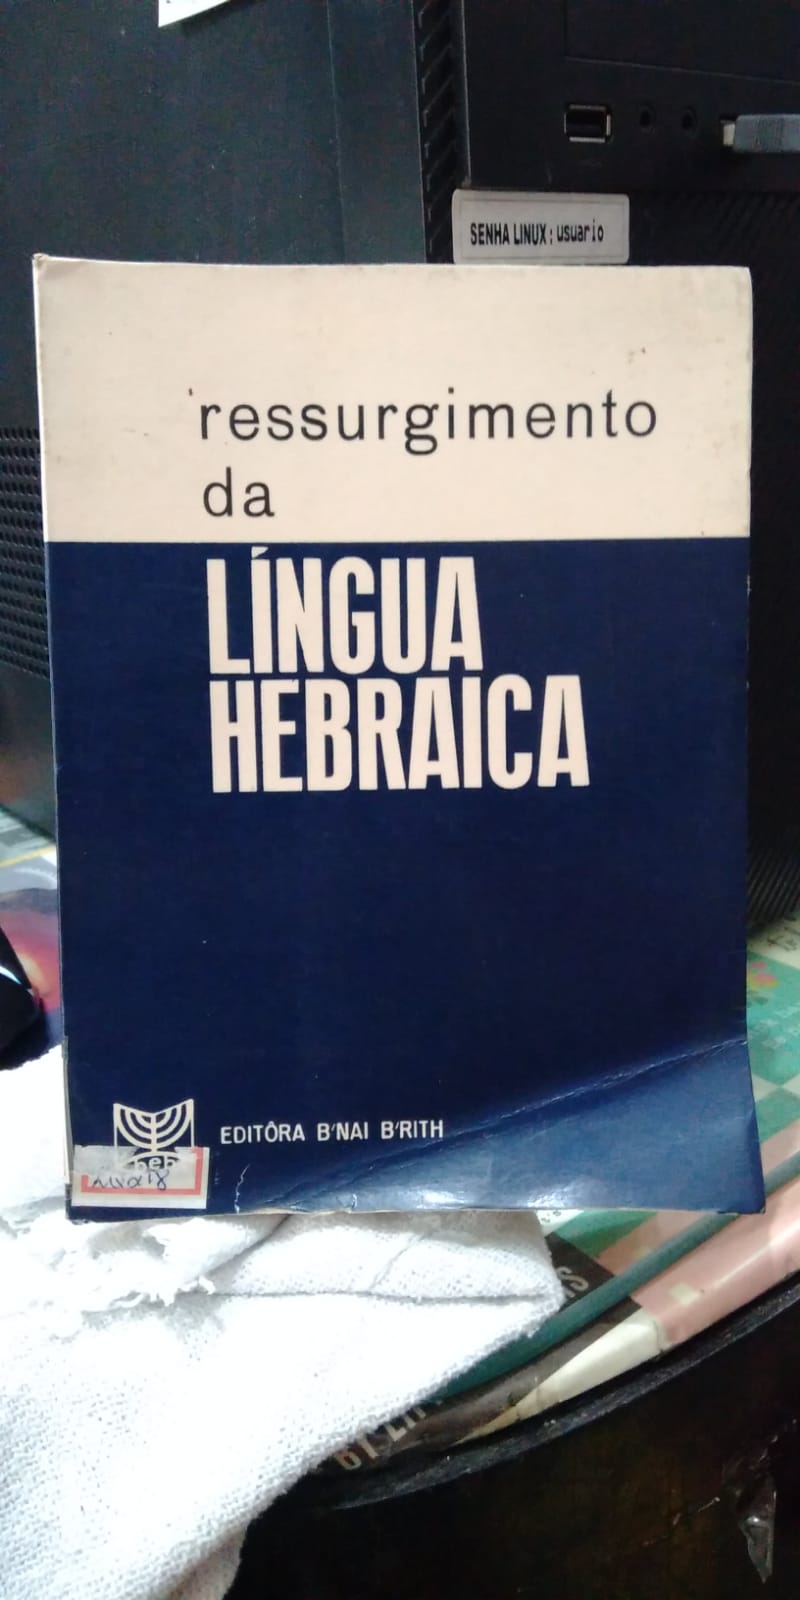 SENHA LINUX: usuario
ressurgimento
da
LÍNGUA
HEBRAICA
EDITÔRA B'NAI B'RITH